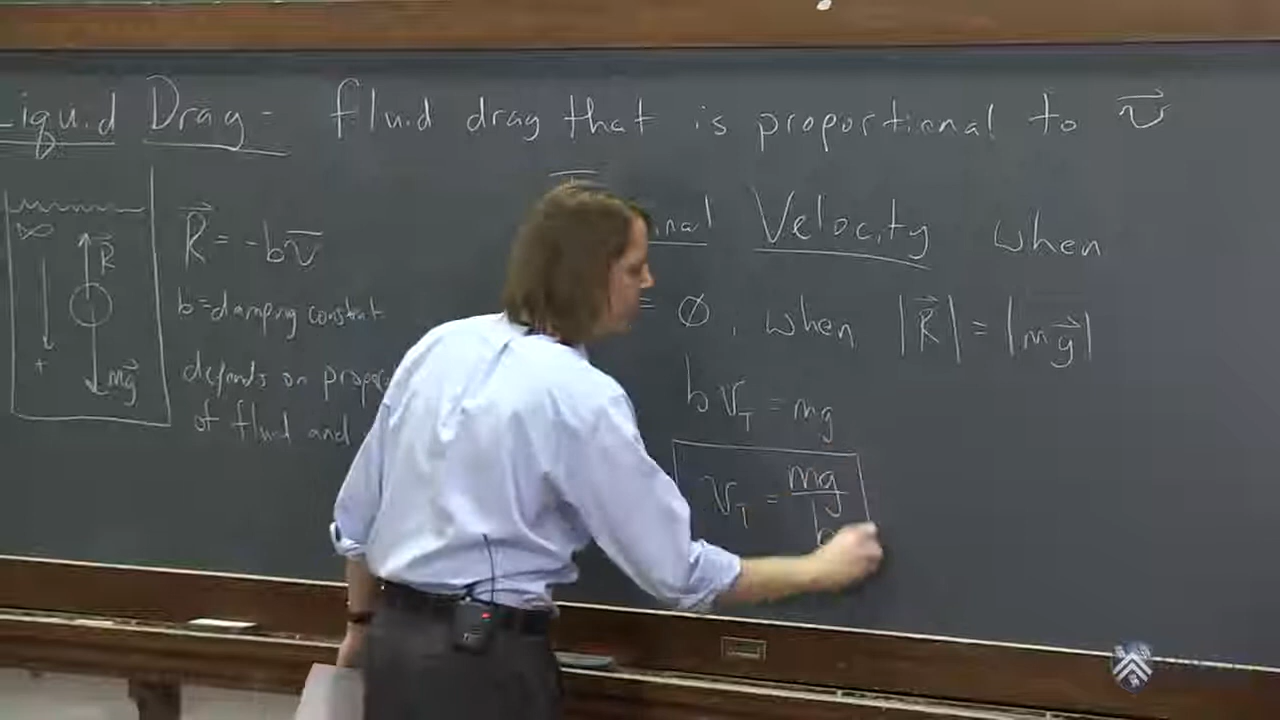 Liquid Drag - fluid drag that is proportional to v⃗
R⃗ = -bv⃗
b = damping constant
depends on
of fluid and
R⃗
+
mg⃗
Velocity when
= Ø, when |R⃗| = |mg⃗|
bv_T = mg
v_T = mg/b